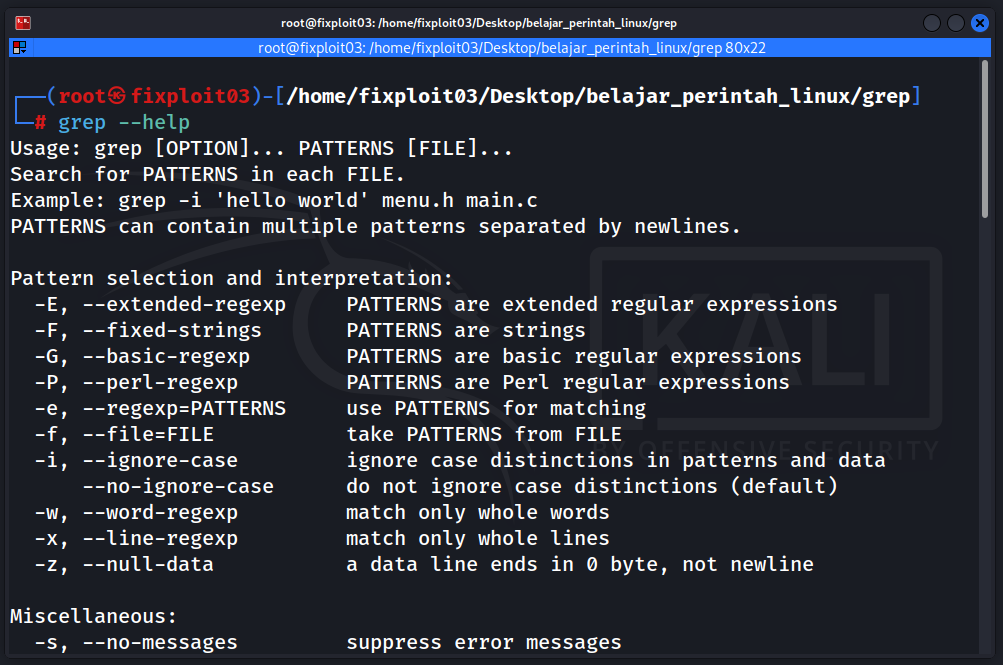 root@fixploit03: /home/fixploit03/Desktop/belajar_perintah_linux/grep
root@fixploit03: /home/fixploit03/Desktop/belajar_perintah_linux/grep 80x22
┌──(root㉿fixploit03)-[/home/fixploit03/Desktop/belajar_perintah_linux/grep]
└─# grep --help
Usage: grep [OPTION]... PATTERNS [FILE]...
Search for PATTERNS in each FILE.
Example: grep -i 'hello world' menu.h main.c
PATTERNS can contain multiple patterns separated by newlines.

Pattern selection and interpretation:
  -E, --extended-regexp     PATTERNS are extended regular expressions
  -F, --fixed-strings       PATTERNS are strings
  -G, --basic-regexp        PATTERNS are basic regular expressions
  -P, --perl-regexp         PATTERNS are Perl regular expressions
  -e, --regexp=PATTERNS     use PATTERNS for matching
  -f, --file=FILE           take PATTERNS from FILE
  -i, --ignore-case         ignore case distinctions in patterns and data
      --no-ignore-case      do not ignore case distinctions (default)
  -w, --word-regexp         match only whole words
  -x, --line-regexp         match only whole lines
  -z, --null-data           a data line ends in 0 byte, not newline

Miscellaneous:
  -s, --no-messages         suppress error messages
KALI
BY OFFENSIVE SECURITY